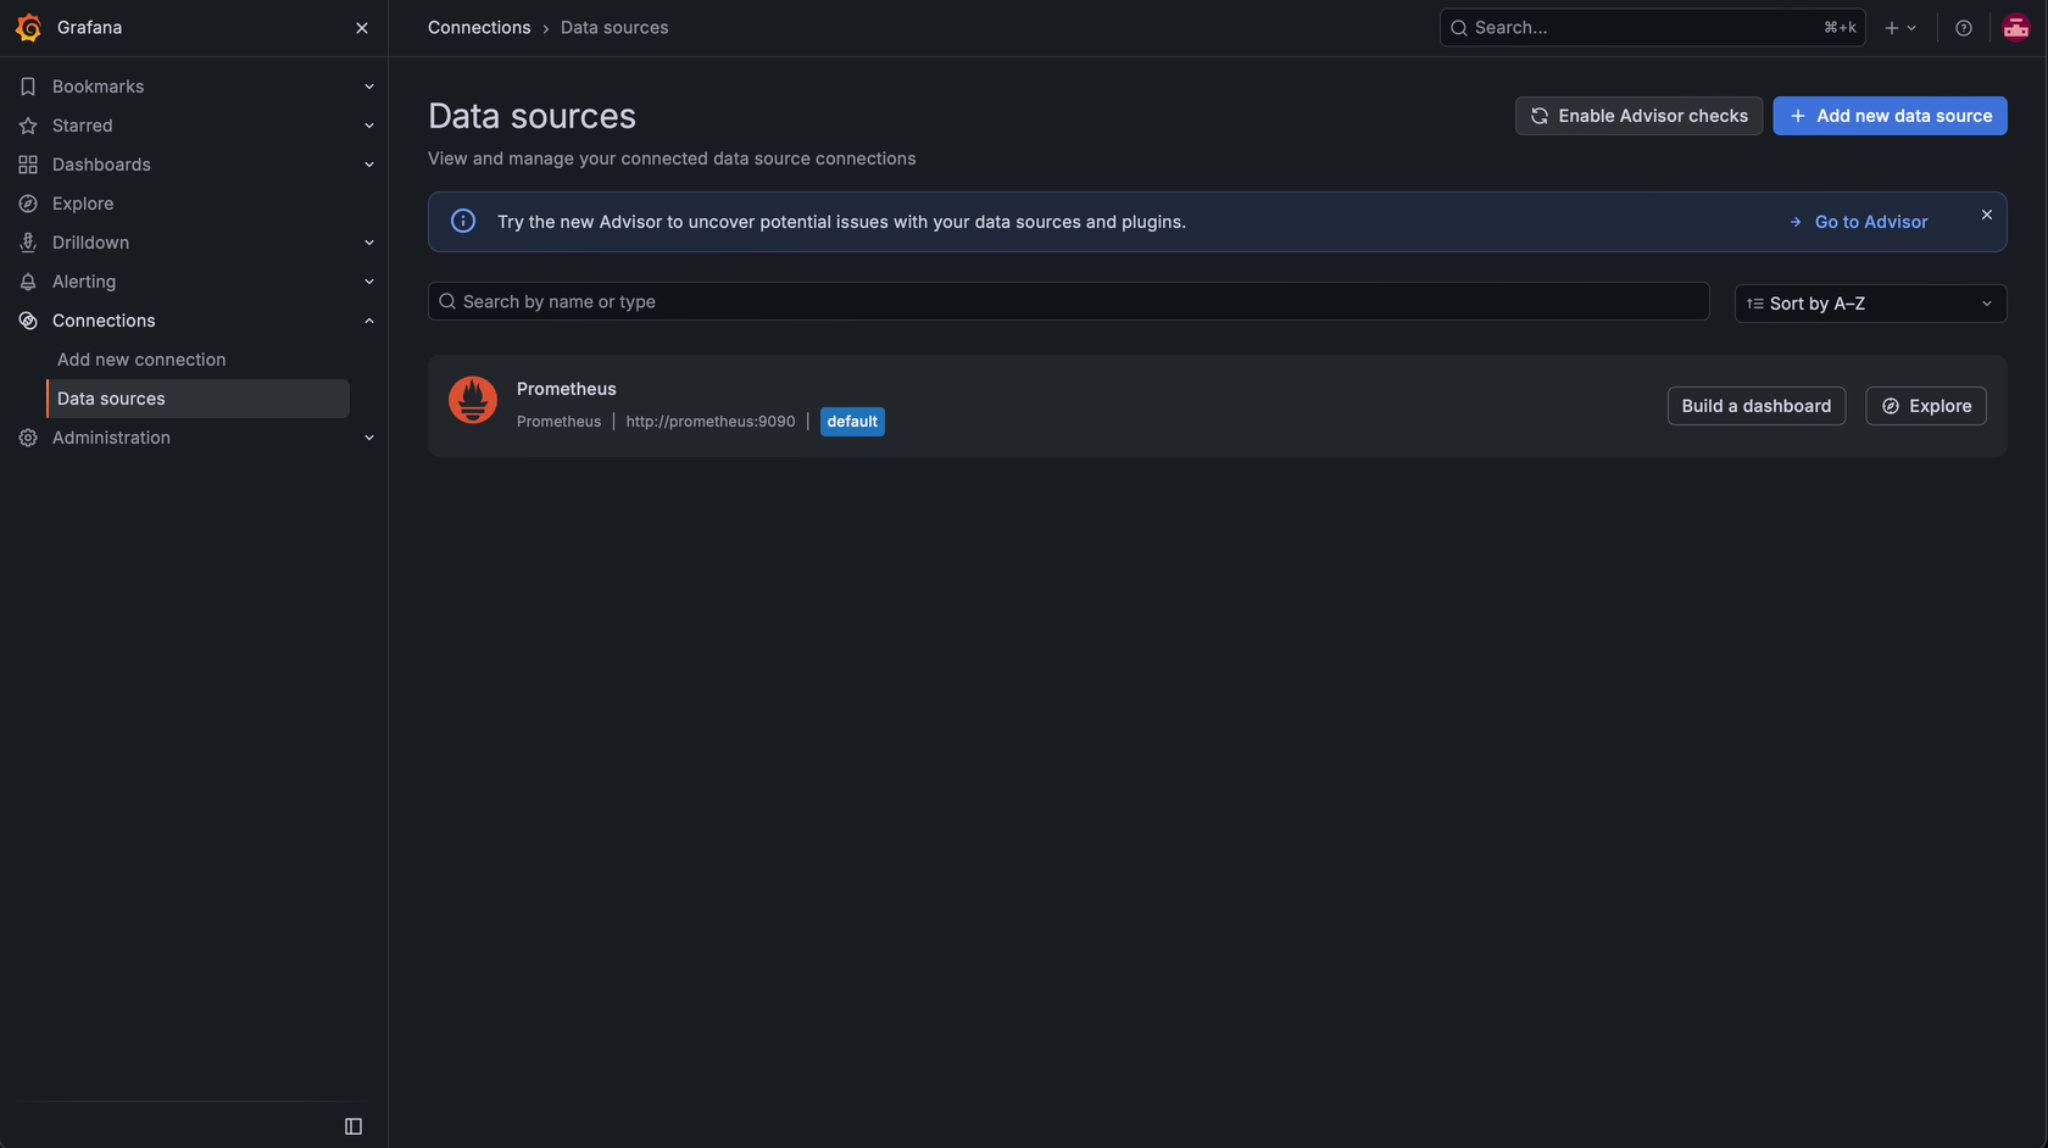 Grafana
Connections › Data sources
Search... ⌘+k
Bookmarks
Starred
Dashboards
Explore
Drilldown
Alerting
Connections
Add new connection
Data sources
Administration
Data sources
Enable Advisor checks
Add new data source
View and manage your connected data source connections
Try the new Advisor to uncover potential issues with your data sources and plugins.
Go to Advisor
Search by name or type
Sort by A–Z
Prometheus
Prometheus | http://prometheus:9090 | default
Build a dashboard
Explore